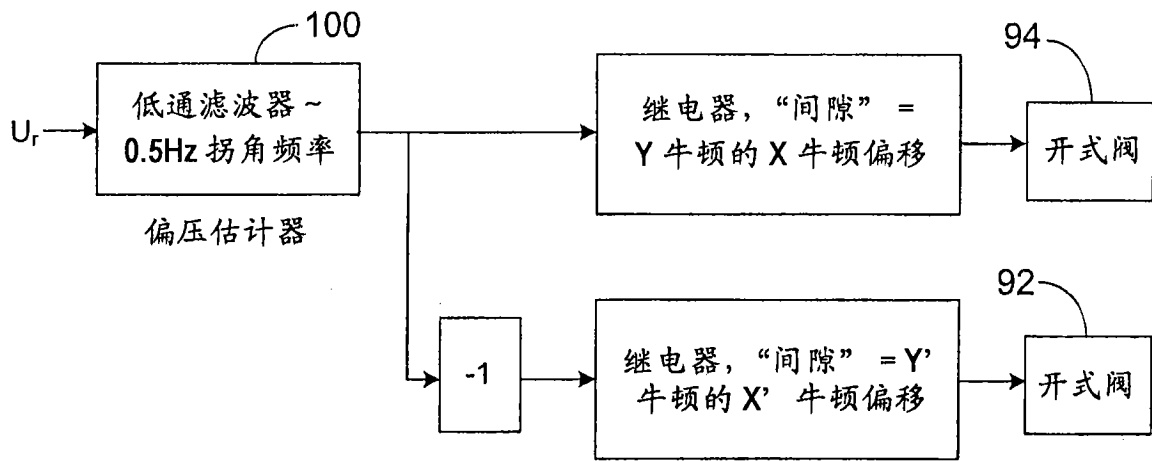 100
U_r
低通滤波器~
0.5Hz 拐角频率
偏压估计器
继电器,“间隙” =
Y 牛顿的 X 牛顿偏移
94
开式阀
-1
继电器,“间隙” = Y’
牛顿的 X’ 牛顿偏移
92
开式阀